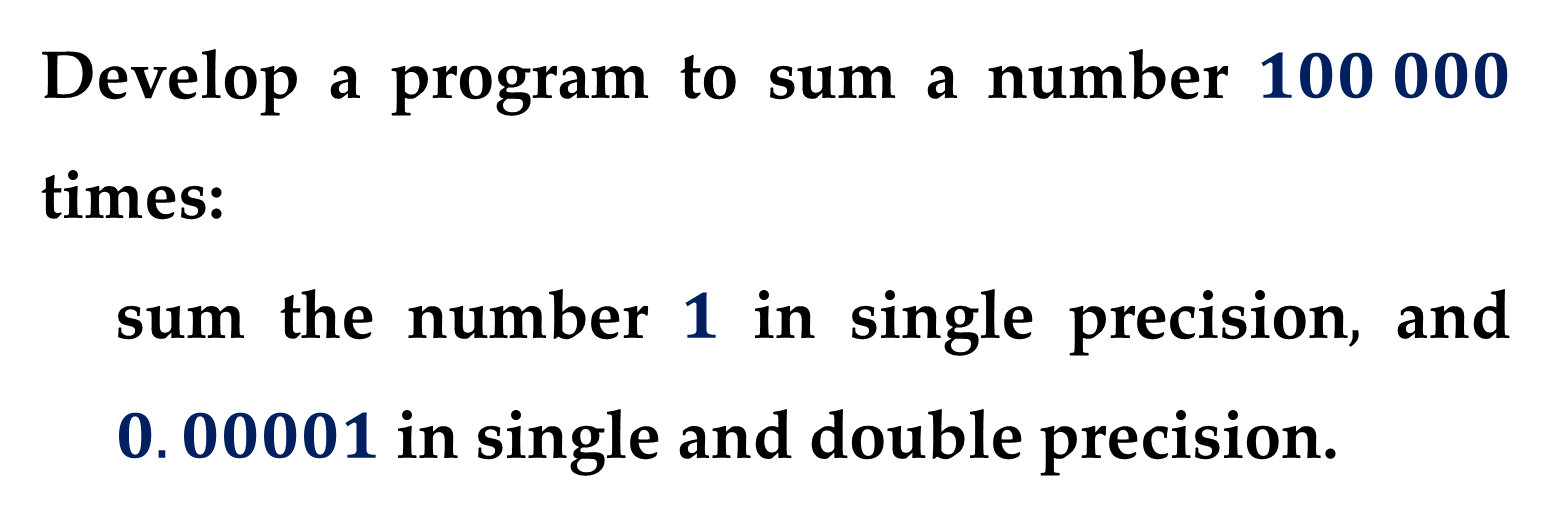 Develop a program to sum a number 100 000
times:
sum the number 1 in single precision, and
0.00001 in single and double precision.